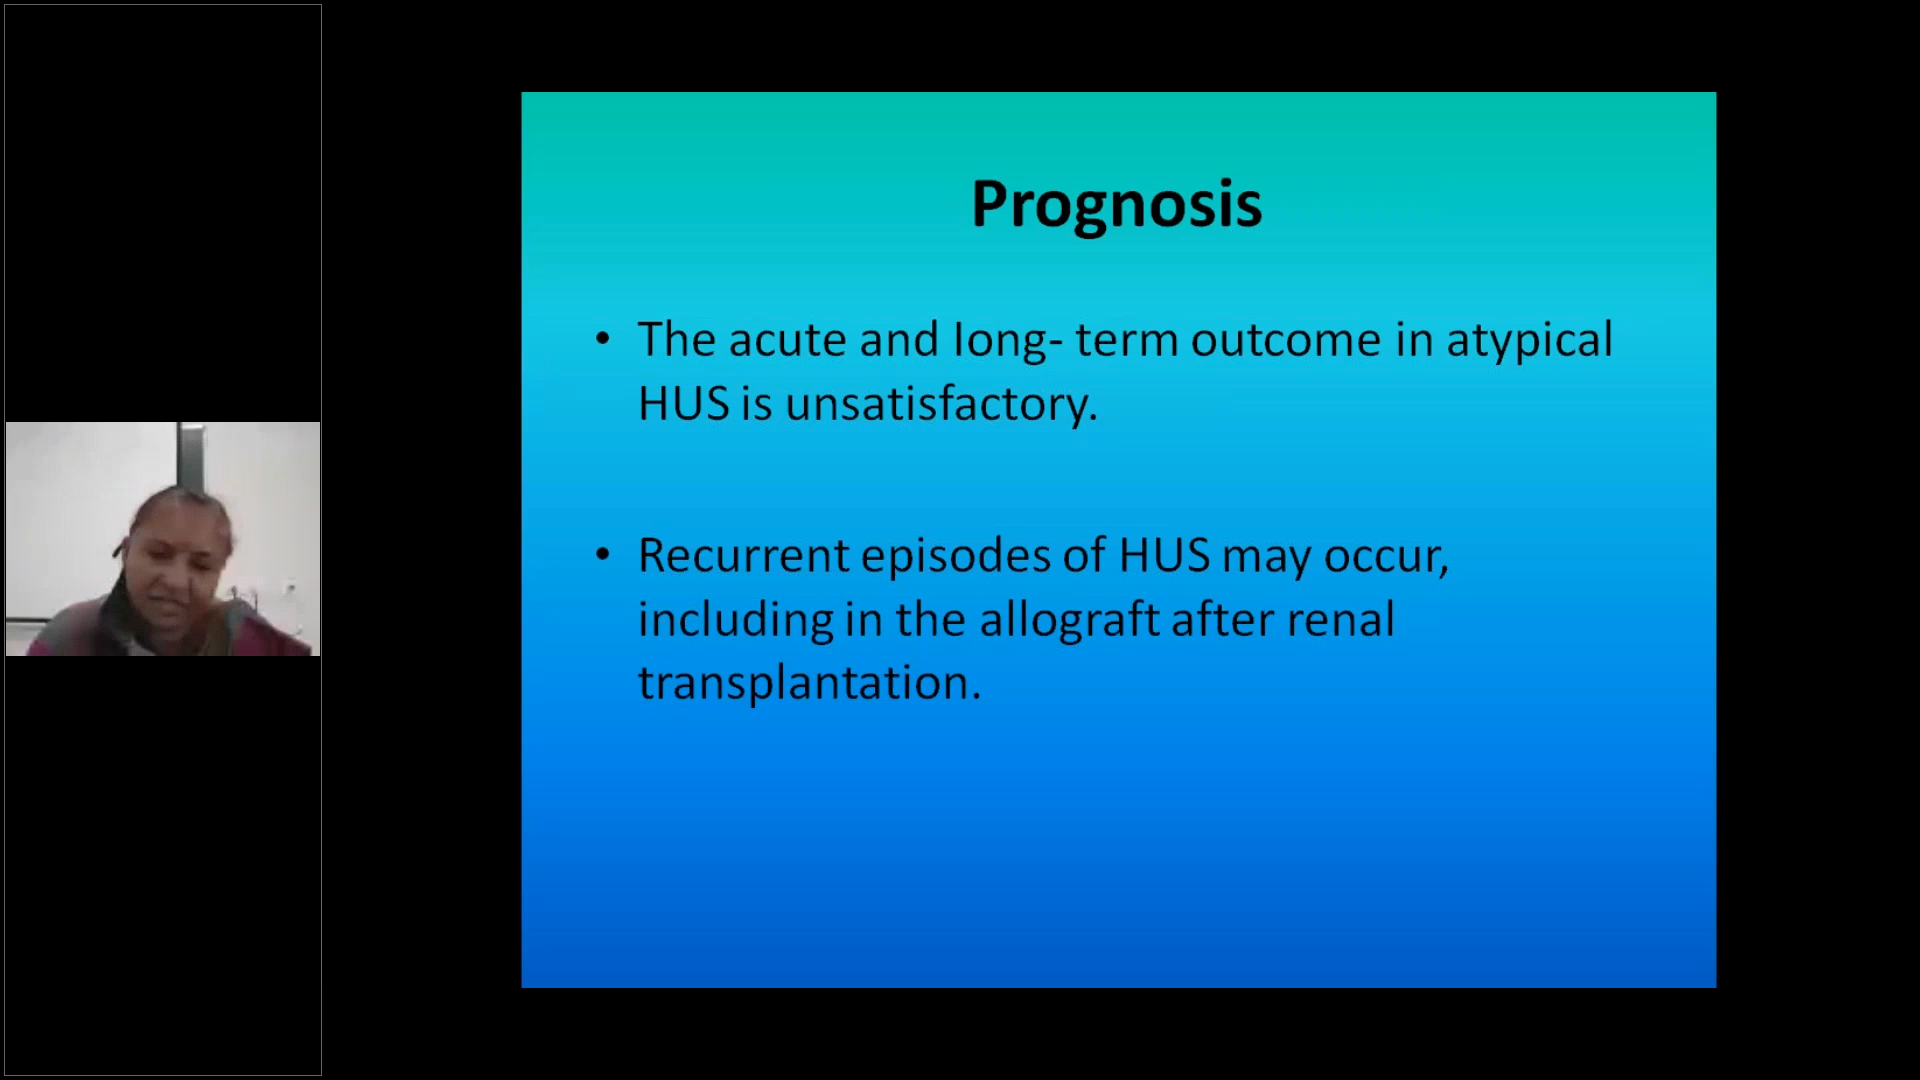 Prognosis
• The acute and long- term outcome in atypical
HUS is unsatisfactory.
• Recurrent episodes of HUS may occur,
including in the allograft after renal
transplantation.